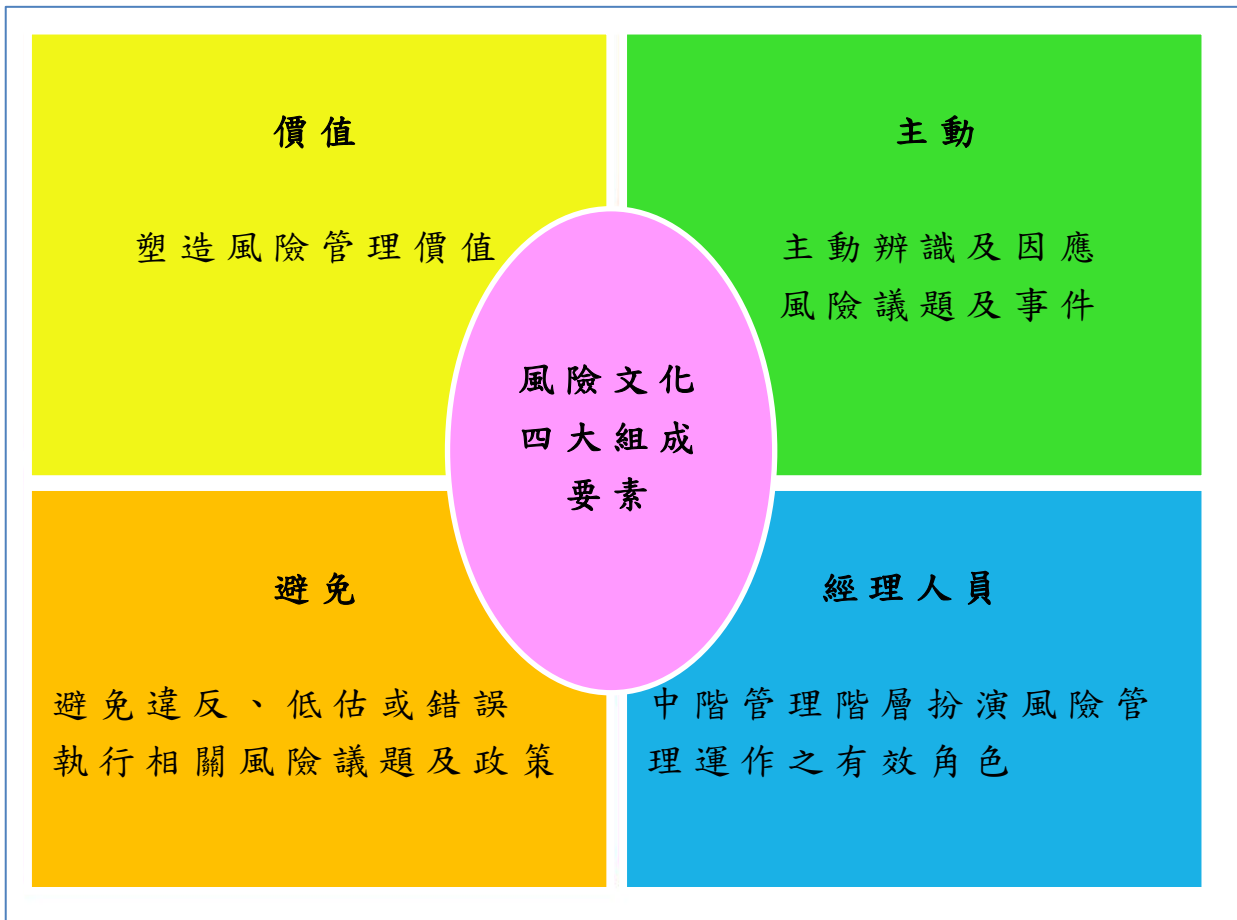 價值
塑造風險管理價值
主動
主動辨識及因應
風險議題及事件
風險文化
四大組成
要素
避免
避免違反、低估或錯誤
執行相關風險議題及政策
經理人員
中階管理階層扮演風險管
理運作之有效角色